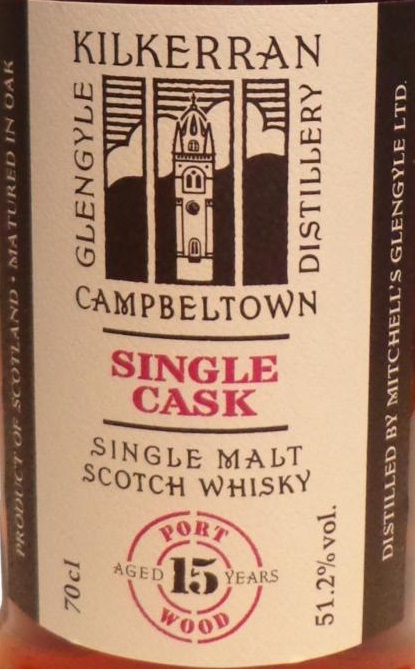 KILKERRAN
GLENGYLE
DISTILLERY
CAMPBELTOWN
SINGLE
CASK
SINGLE MALT
SCOTCH WHISKY
PORT
AGED 15 YEARS
WOOD
70cl
51.2%vol.
PRODUCT OF SCOTLAND • MATURED IN OAK
DISTILLED BY MITCHELL'S GLENGYLE LTD.